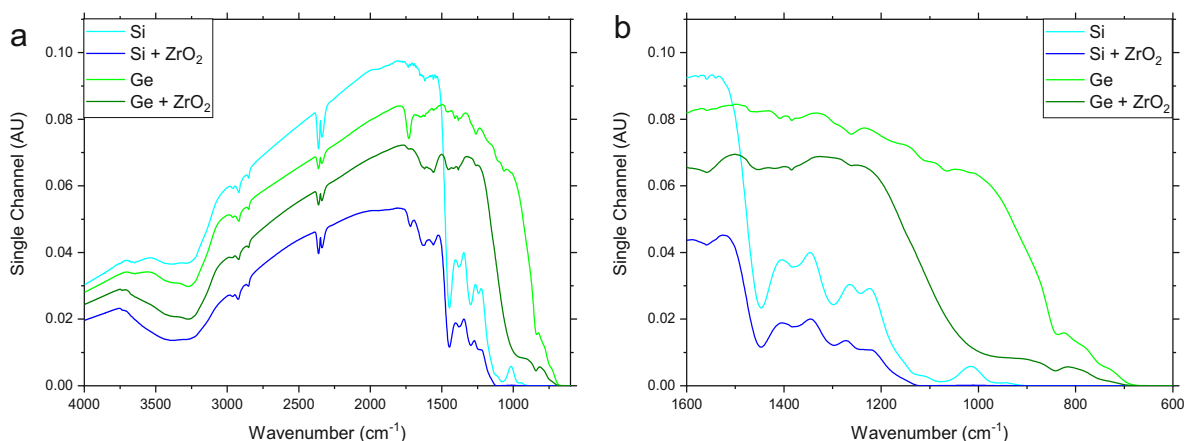 a
Si
Si + ZrO₂
Ge
Ge + ZrO₂
0.10
0.08
0.06
0.04
0.02
0.00
Single Channel (AU)
4000 3500 3000 2500 2000 1500 1000
Wavenumber (cm⁻¹)
b
Si
Si + ZrO₂
Ge
Ge + ZrO₂
0.10
0.08
0.06
0.04
0.02
0.00
Single Channel (AU)
1600 1400 1200 1000 800 600
Wavenumber (cm⁻¹)